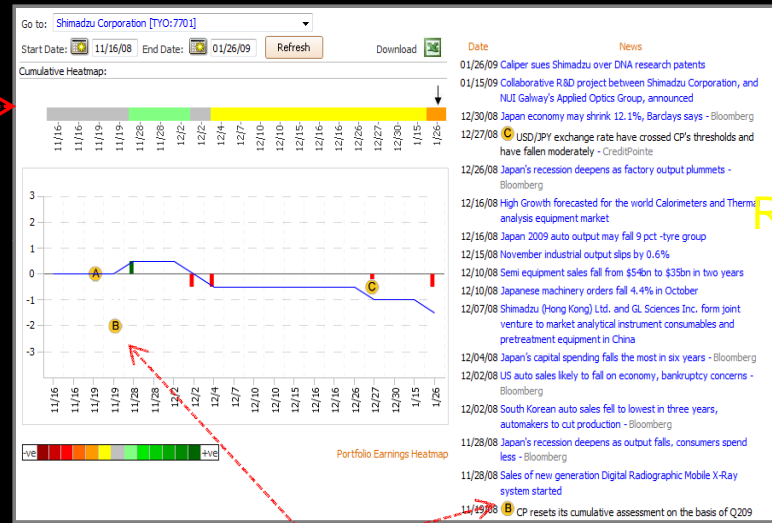 Go to: Shimadzu Corporation [TYO:7701]
Start Date: 11/16/08 End Date: 01/26/09 Refresh Download
Cumulative Heatmap:
11/16 11/16 11/19 11/19 11/28 11/28 12/2 12/2 12/4 12/7 12/10 12/10 12/15 12/16 12/16 12/26 12/27 12/30 1/15 1/26
3
2
1
0
-1
-2
-3
A
B
C
11/16 11/16 11/19 11/19 11/28 11/28 12/2 12/2 12/4 12/7 12/10 12/10 12/15 12/16 12/16 12/26 12/27 12/30 1/15 1/26
-ve +ve
Portfolio Earnings Heatmap
Date News
01/26/09 Caliper sues Shimadzu over DNA research patents
01/15/09 Collaborative R&D project between Shimadzu Corporation, and
NUI Galway's Applied Optics Group, announced
12/30/08 Japan economy may shrink 12.1%, Barclays says - Bloomberg
12/27/08 C USD/JPY exchange rate have crossed CP's thresholds and
have fallen moderately - CreditPointe
12/26/08 Japan's recession deepens as factory output plummets -
Bloomberg
12/16/08 High Growth forecasted for the world Calorimeters and Therma
analysis equipment market
12/16/08 Japan 2009 auto output may fall 9 pct -tyre group
12/15/08 November industrial output slips by 0.6%
12/10/08 Semi equipment sales fall from $54bn to $35bn in two years
12/10/08 Japanese machinery orders fall 4.4% in October
12/07/08 Shimadzu (Hong Kong) Ltd. and GL Sciences Inc. form joint
venture to market analytical instrument consumables and
pretreatment equipment in China
12/04/08 Japan's capital spending falls the most in six years - Bloomberg
12/02/08 US auto sales likely to fall on economy, bankruptcy concerns -
Bloomberg
12/02/08 South Korean auto sales fell to lowest in three years,
automakers to cut production - Bloomberg
11/28/08 Japan's recession deepens as output falls, consumers spend
less - Bloomberg
11/28/08 Sales of new generation Digital Radiographic Mobile X-Ray
system started
11/19/08 B CP resets its cumulative assessment on the basis of Q209